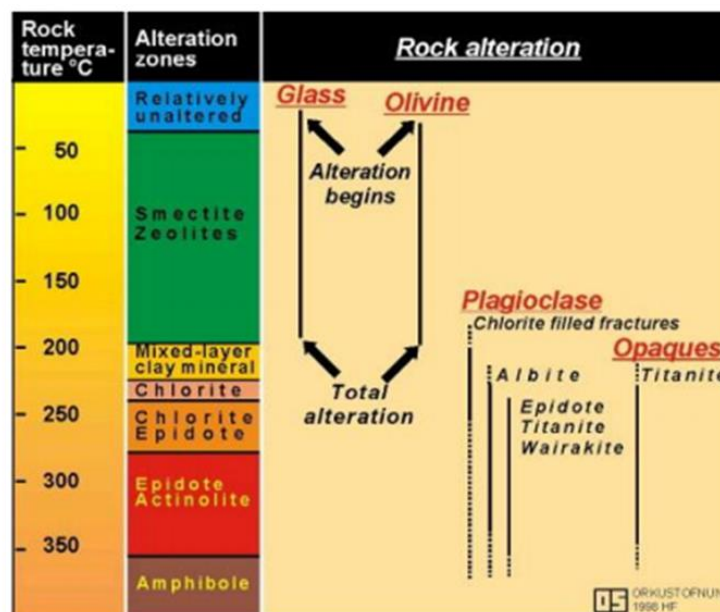 Rock
tempera-
ture °C
Alteration
zones
Rock alteration
Relatively
unaltered
Glass
Olivine
50
Alteration
begins
100
Smectite
Zeolites
150
Plagioclase
Chlorite filled fractures
200
Mixed-layer
clay mineral
Opaques
Chlorite
Total
alteration
Albite
Titanite
250
Chlorite
Epidote
Epidote
Titanite
Wairakite
300
Epidote
Actinolite
350
Amphibole
OS
ORKUSTOFNUN
1998 HF